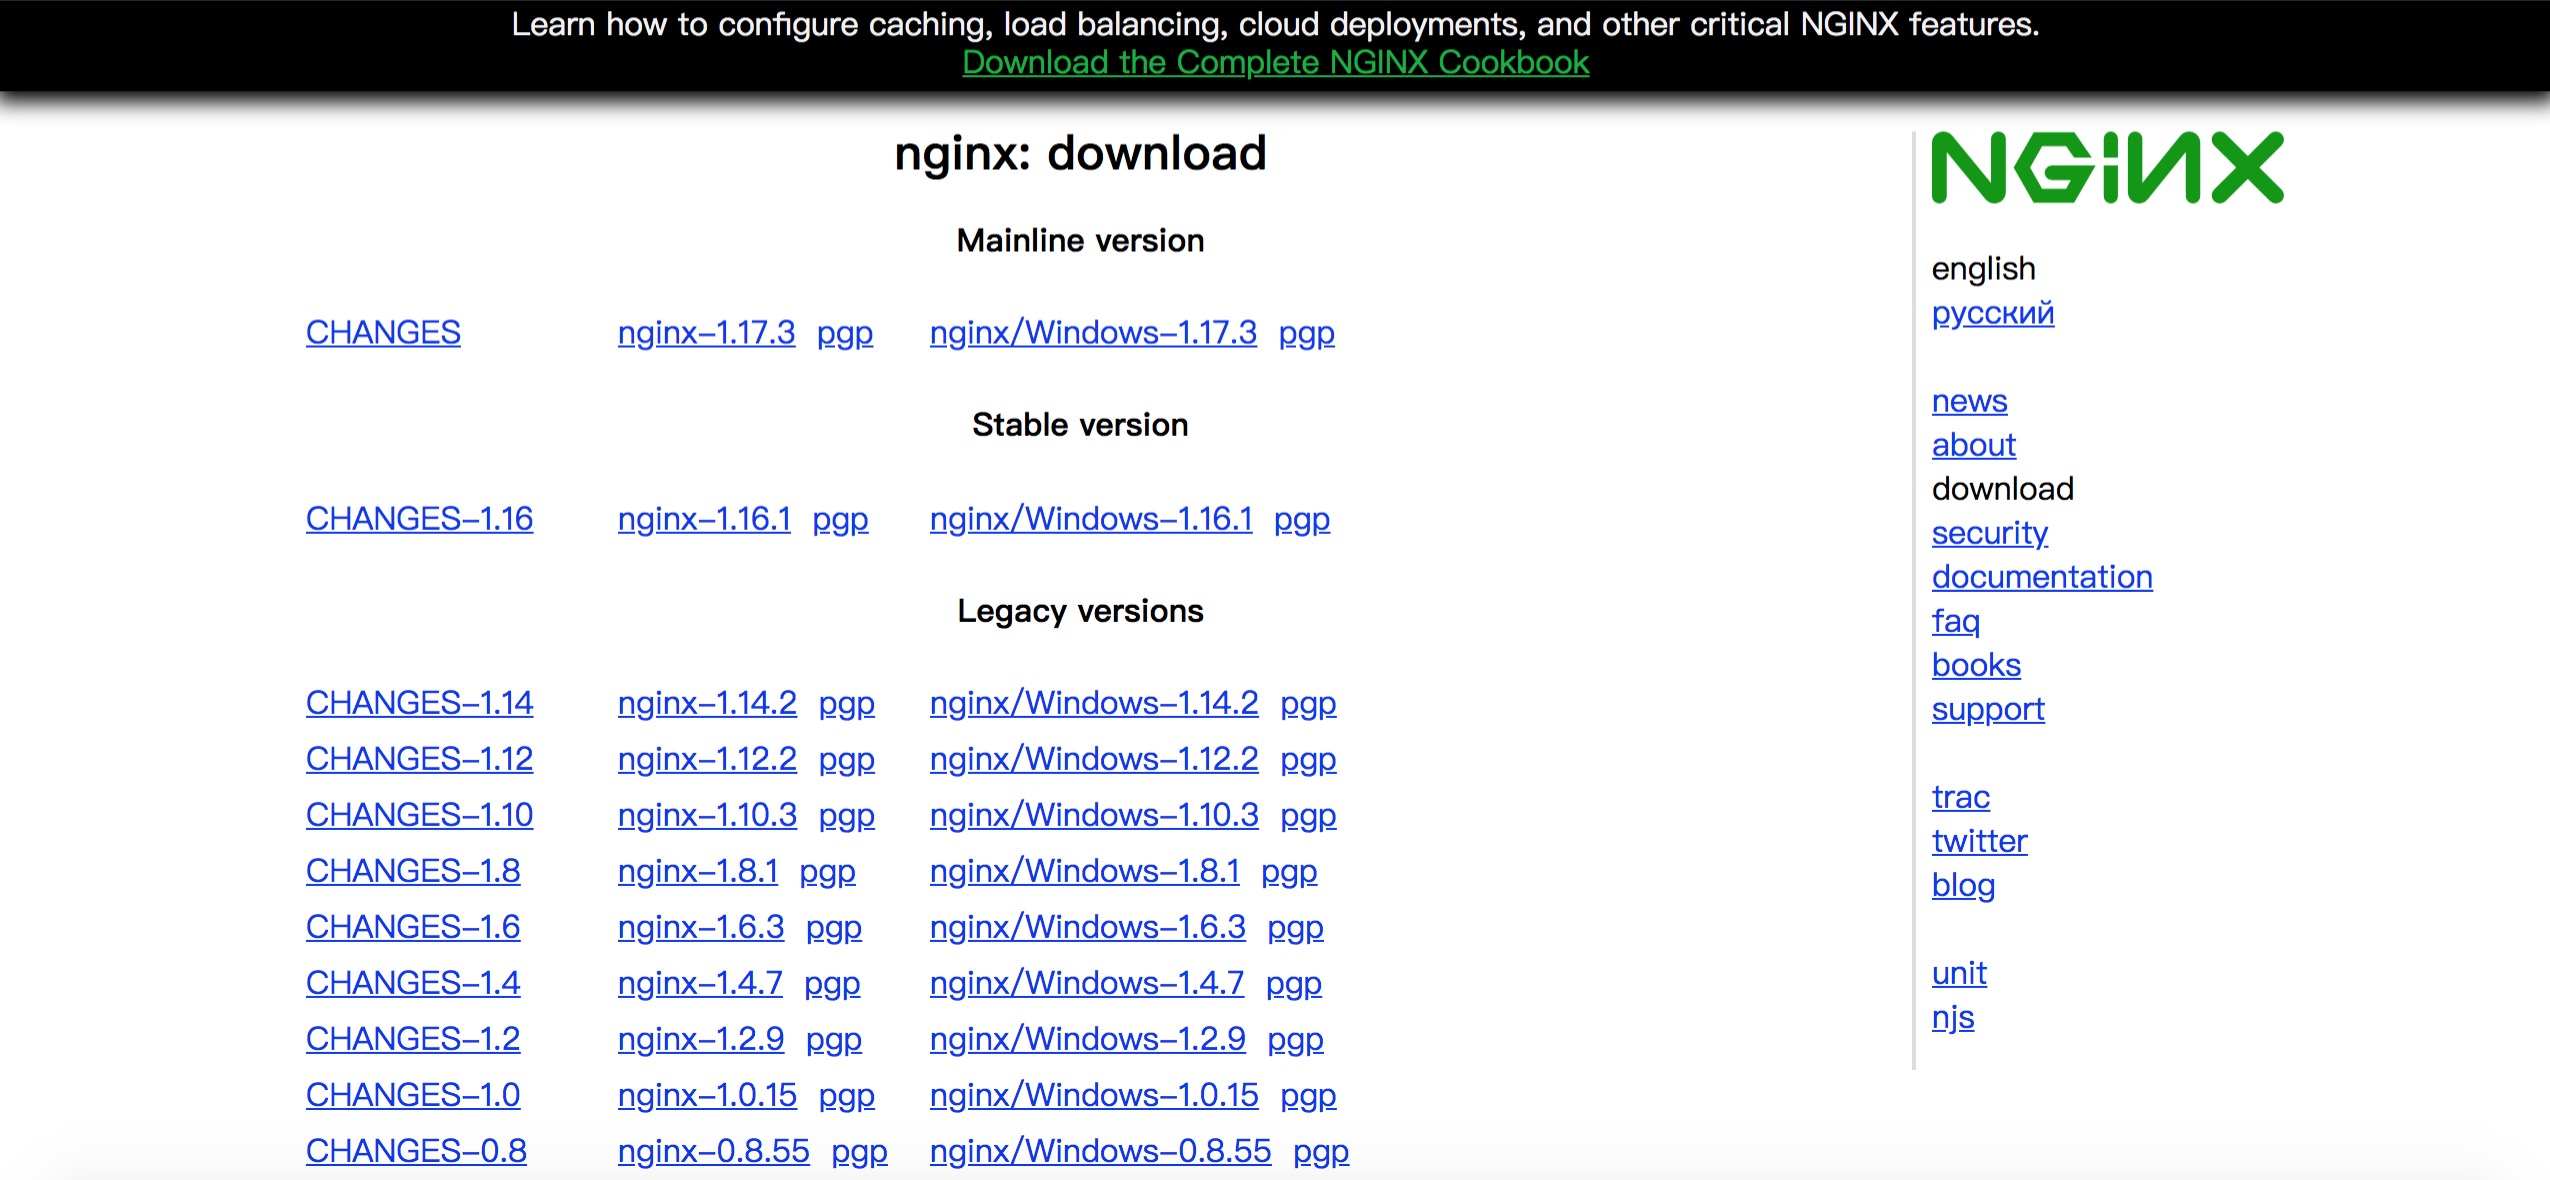 Learn how to configure caching, load balancing, cloud deployments, and other critical NGINX features.
Download the Complete NGINX Cookbook
nginx: download
Mainline version
CHANGES nginx–1.17.3 pgp nginx/Windows–1.17.3 pgp
Stable version
CHANGES–1.16 nginx–1.16.1 pgp nginx/Windows–1.16.1 pgp
Legacy versions
CHANGES–1.14 nginx–1.14.2 pgp nginx/Windows–1.14.2 pgp
CHANGES–1.12 nginx–1.12.2 pgp nginx/Windows–1.12.2 pgp
CHANGES–1.10 nginx–1.10.3 pgp nginx/Windows–1.10.3 pgp
CHANGES–1.8 nginx–1.8.1 pgp nginx/Windows–1.8.1 pgp
CHANGES–1.6 nginx–1.6.3 pgp nginx/Windows–1.6.3 pgp
CHANGES–1.4 nginx–1.4.7 pgp nginx/Windows–1.4.7 pgp
CHANGES–1.2 nginx–1.2.9 pgp nginx/Windows–1.2.9 pgp
CHANGES–1.0 nginx–1.0.15 pgp nginx/Windows–1.0.15 pgp
CHANGES–0.8 nginx–0.8.55 pgp nginx/Windows–0.8.55 pgp
NGiNX
english
русский
news
about
download
security
documentation
faq
books
support
trac
twitter
blog
unit
njs